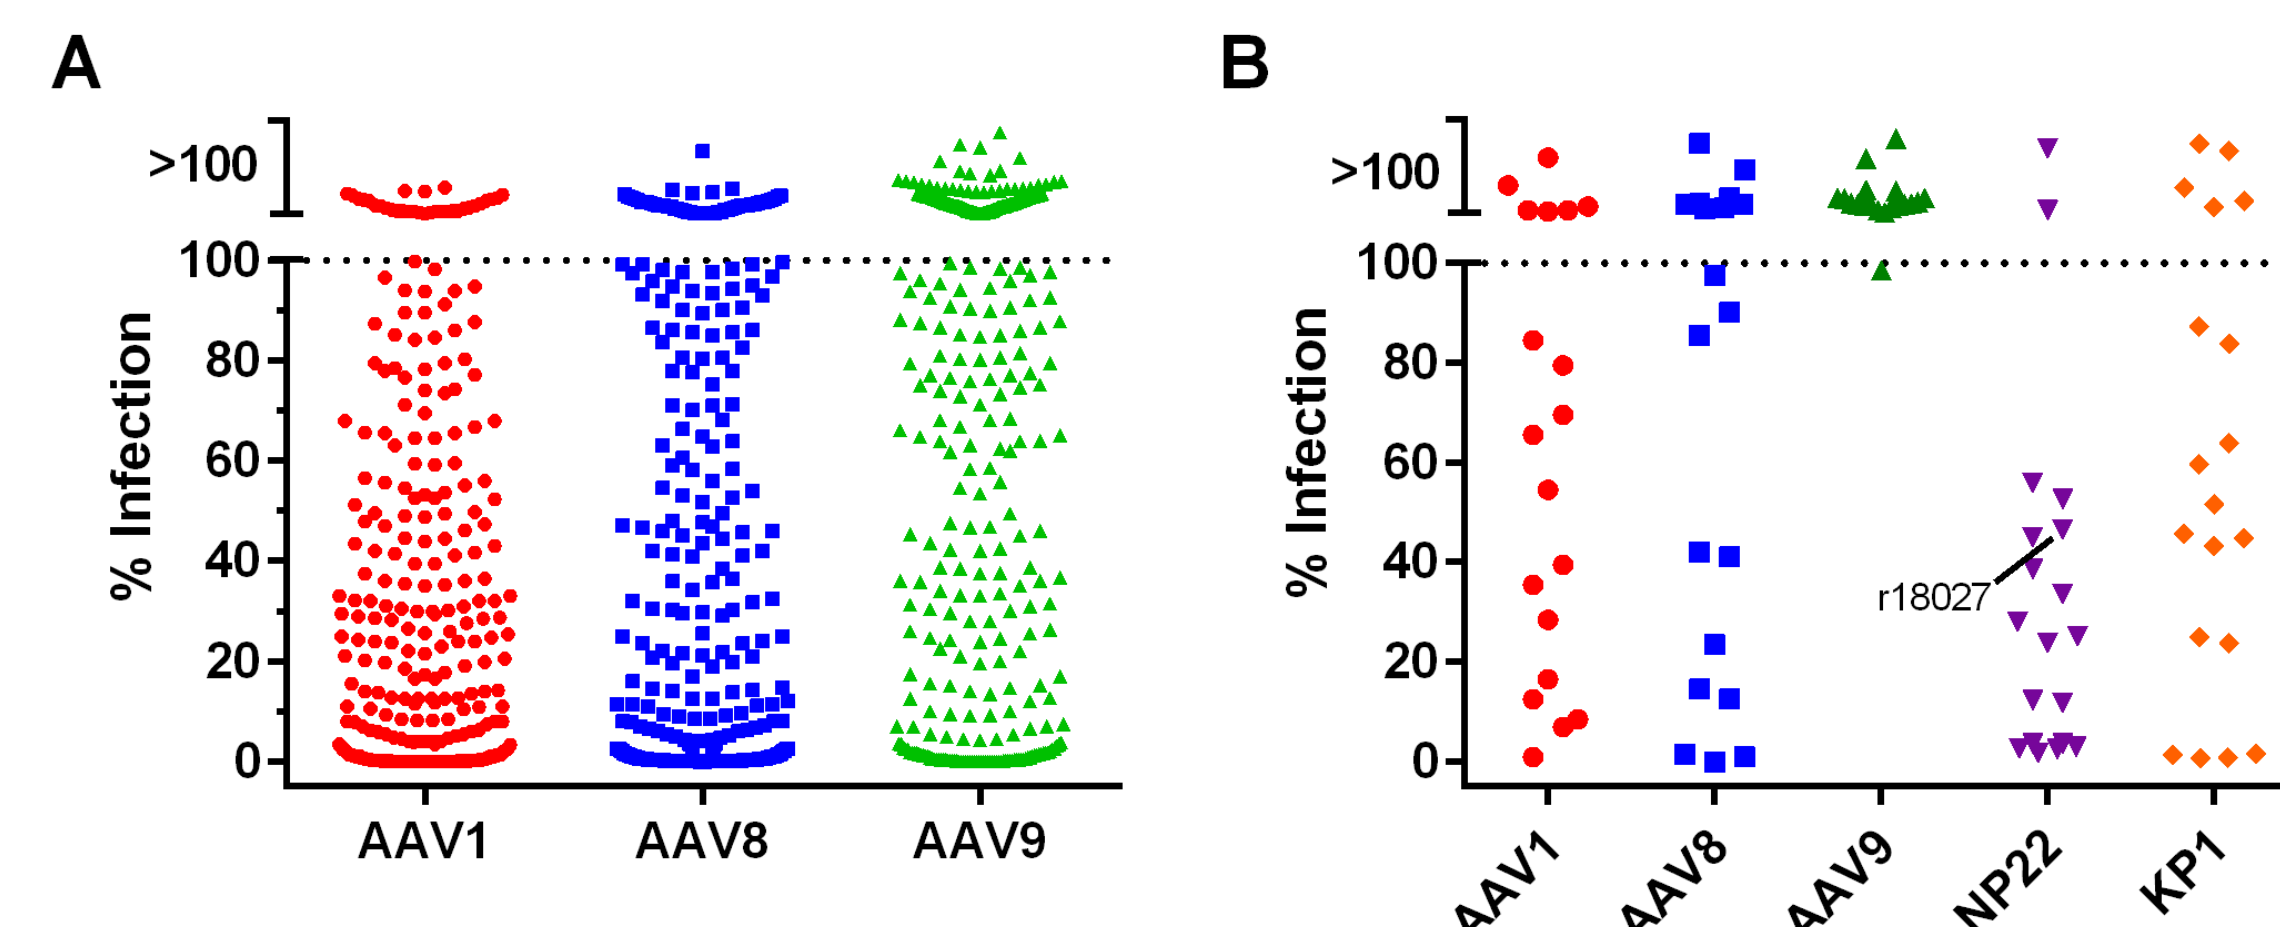 A
>100
100
80
60
40
20
0
% Infection
AAV1
AAV8
AAV9
B
>100
100
80
60
40
20
0
% Infection
r18027
AAV1
AAV8
AAV9
NP22
KP1